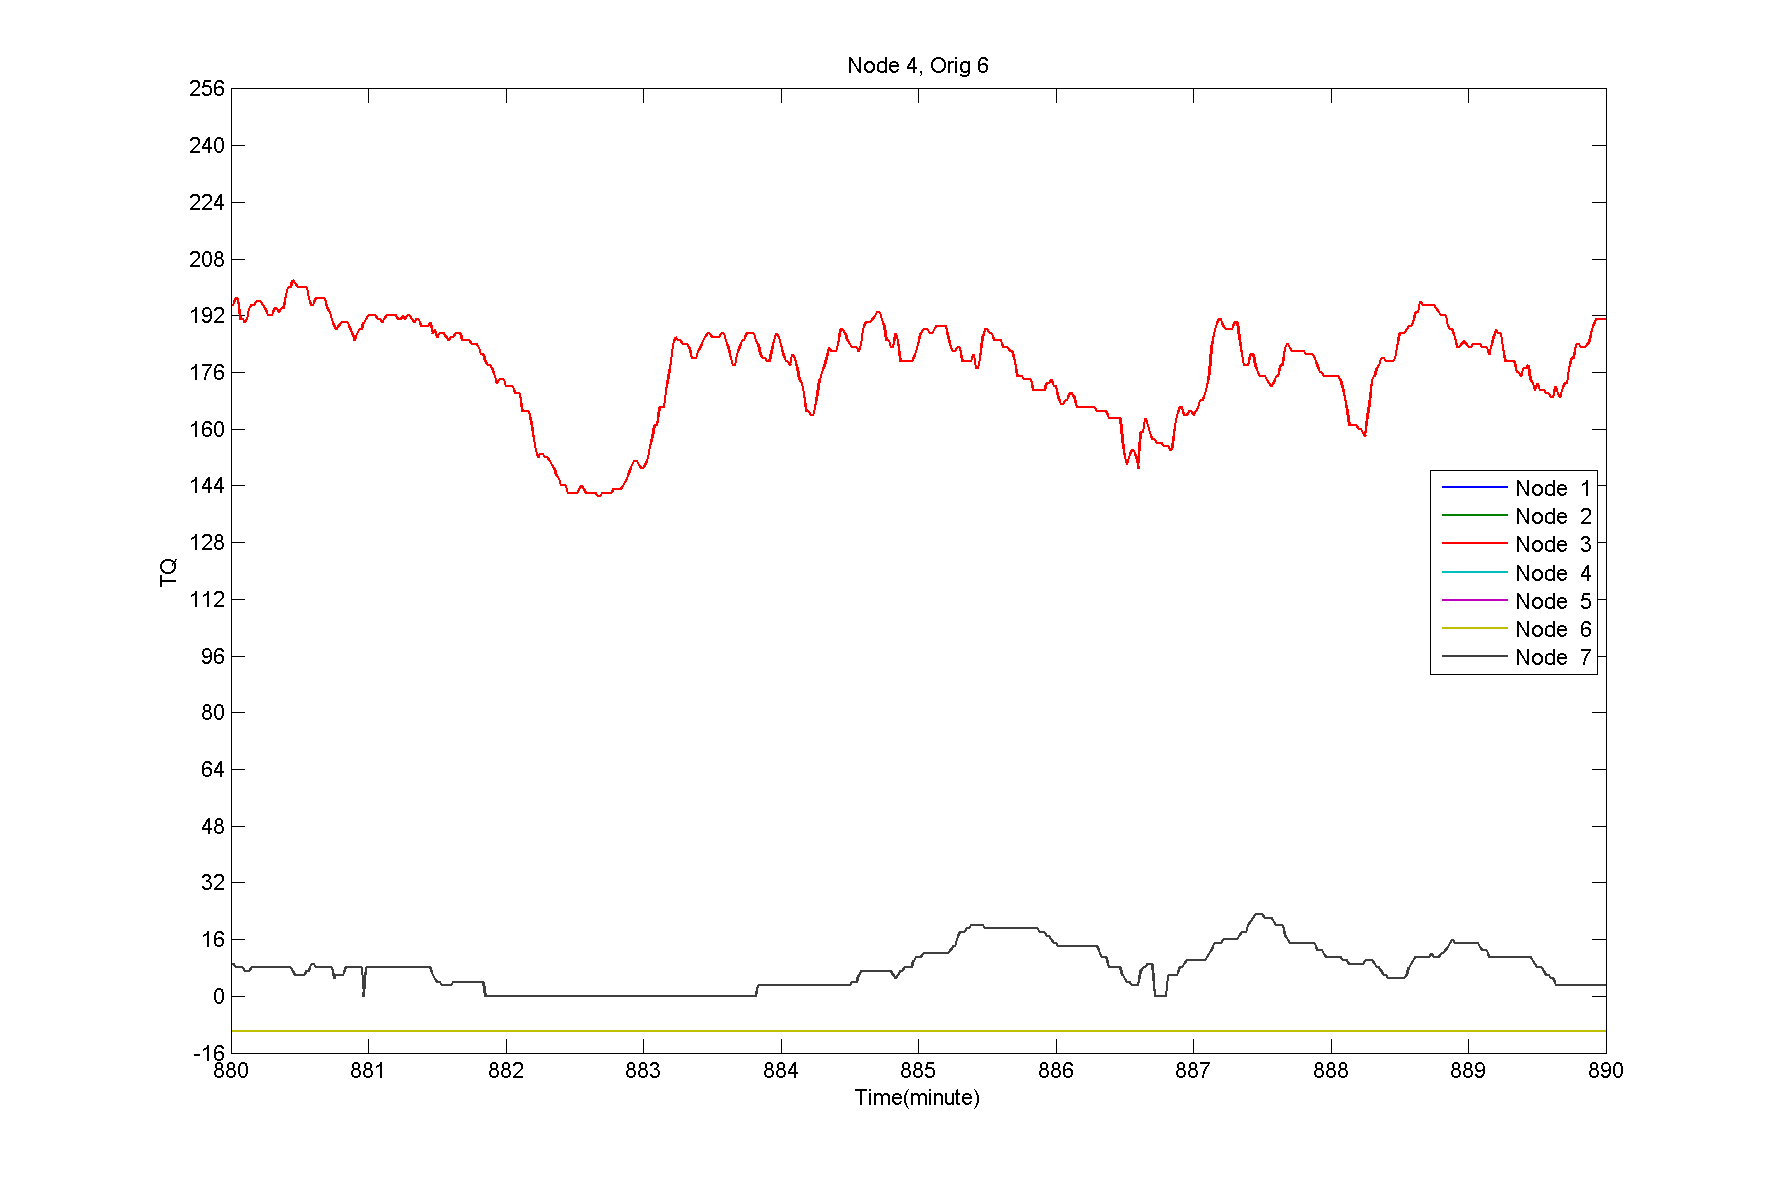 Node 4, Orig 6
256
240
224
208
192
176
160
144
128
112
96
80
64
48
32
16
0
-16
TQ
Node 1
Node 2
Node 3
Node 4
Node 5
Node 6
Node 7
880 881 882 883 884 885 886 887 888 889 890
Time(minute)